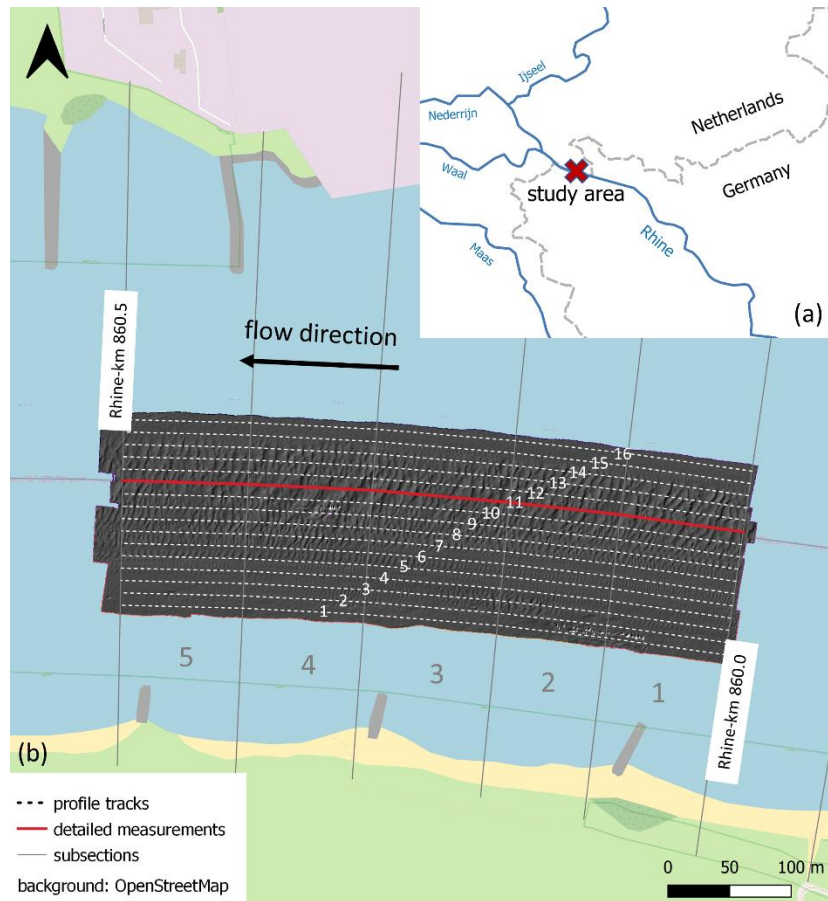 Ijseel
Nederrijn
Netherlands
Waal
Germany
study area
Rhine
Maas
(a)
Rhine-km 860.5
flow direction
16
15
14
13
12
11
10
9
8
7
6
5
4
3
2
1
5
4
3
2
1
Rhine-km 860.0
(b)
profile tracks
detailed measurements
subsections
background: OpenStreetMap
0 50 100 m